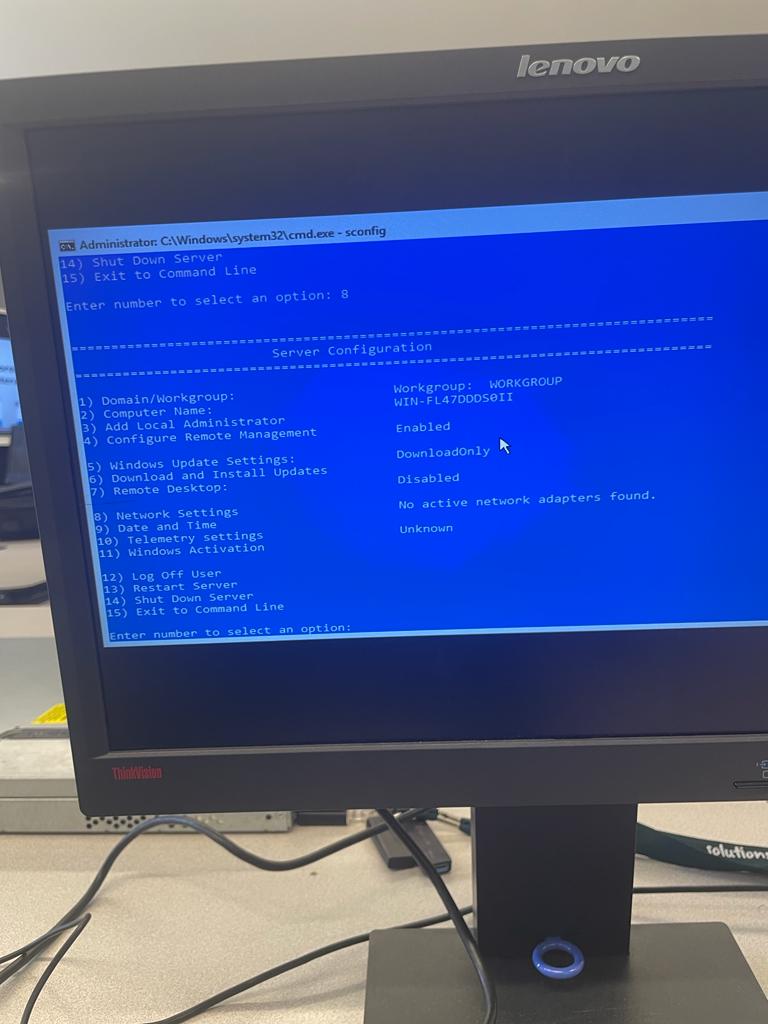 lenovo
Administrator: C:\Windows\system32\cmd.exe - sconfig
14) Shut Down Server
15) Exit to Command Line
Enter number to select an option: 8
===============================================================================
Server Configuration
===============================================================================
1) Domain/Workgroup: Workgroup: WORKGROUP
2) Computer Name: WIN-FL47DDDS0II
3) Add Local Administrator
4) Configure Remote Management Enabled
5) Windows Update Settings: DownloadOnly
6) Download and Install Updates
7) Remote Desktop: Disabled
8) Network Settings No active network adapters found.
9) Date and Time
10) Telemetry settings Unknown
11) Windows Activation
12) Log Off User
13) Restart Server
14) Shut Down Server
15) Exit to Command Line
Enter number to select an option:
ThinkVision
solutions